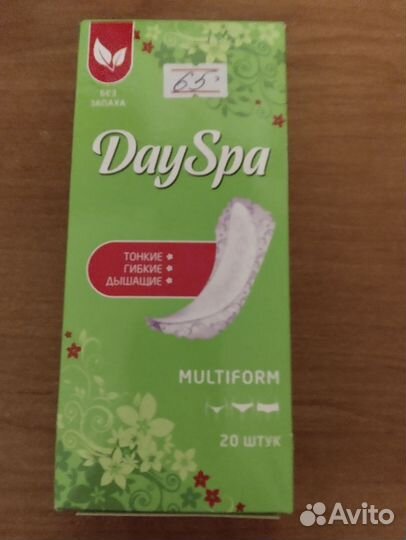 БЕЗ
ЗАПАХА
65
DaySpa
ТОНКИЕ
ГИБКИЕ
ДЫШАЩИЕ
MULTIFORM
20 ШТУК
Avito